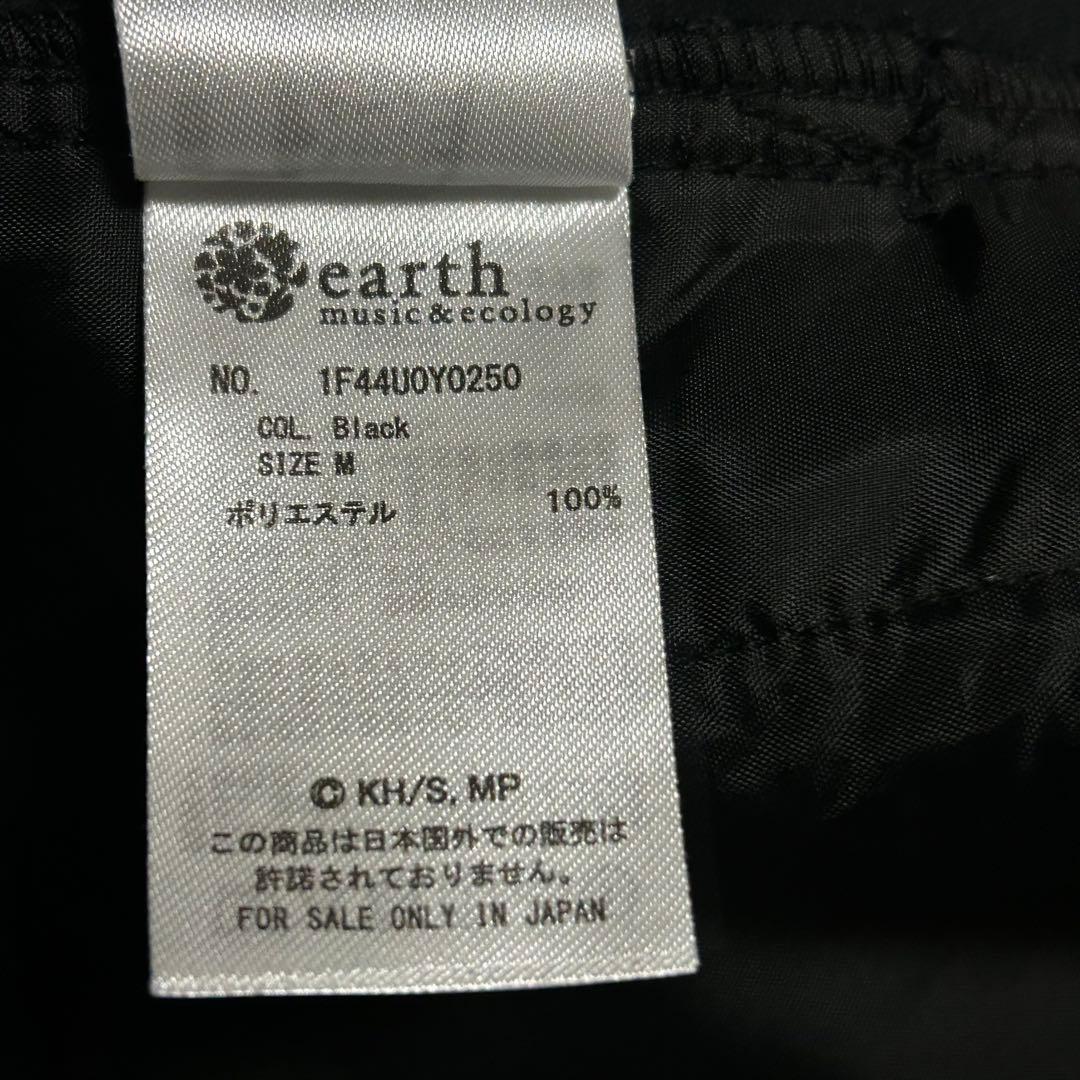 earth
music&ecology
NO. 1F44U0Y0250
COL. Black
SIZE M
ポリエステル 100%
© KH/S. MP
この商品は日本国外での販売は
許諾されておりません。
FOR SALE ONLY IN JAPAN